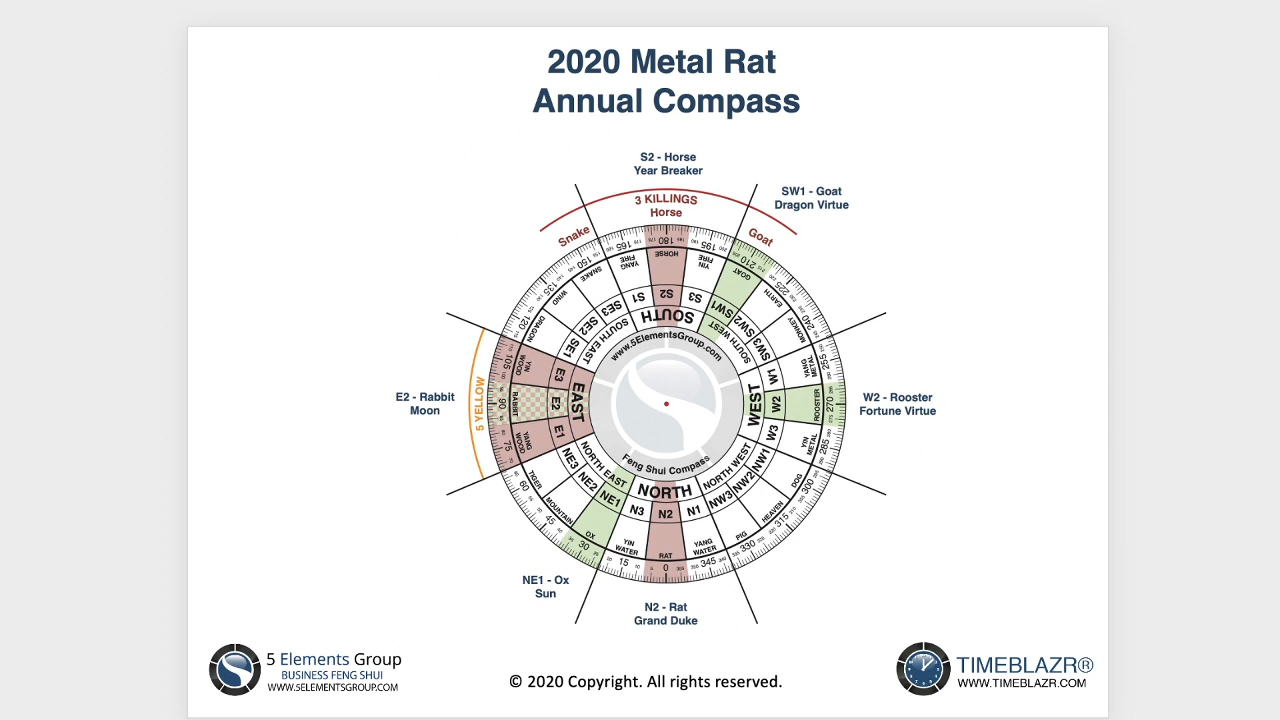 2020 Metal Rat
Annual Compass
S2 - Horse
Year Breaker
SW1 - Goat
Dragon Virtue
3 KILLINGS
Snake
Horse
Goat
5 YELLOW
E2 - Rabbit
Moon
W2 - Rooster
Fortune Virtue
NE1 - Ox
Sun
N2 - Rat
Grand Duke
DRAGON
WIND
SNAKE
YANG FIRE
HORSE
YIN FIRE
GOAT
EARTH
MONKEY
YANG METAL
ROOSTER
YIN METAL
DOG
HEAVEN
PIG
YANG WATER
RAT
YIN WATER
OX
MOUNTAIN
TIGER
YANG WOOD
RABBIT
YIN WOOD
120
135
150
165
180
195
210
225
240
255
270
285
300
315
330
345
0
15
30
45
60
75
90
105
SE1
SE2
SE3
S1
S2
S3
SW1
SW2
SW3
W1
W2
W3
NW1
NW2
NW3
N1
N2
N3
NE1
NE2
NE3
E1
E2
E3
SOUTH EAST
SOUTH
SOUTH WEST
WEST
NORTH WEST
NORTH
NORTH EAST
EAST
www.5ElementsGroup.com
Feng Shui Compass
5 Elements Group
BUSINESS FENG SHUI
WWW.5ELEMENTSGROUP.COM
© 2020 Copyright. All rights reserved.
TIMEBLAZR®
WWW.TIMEBLAZR.COM